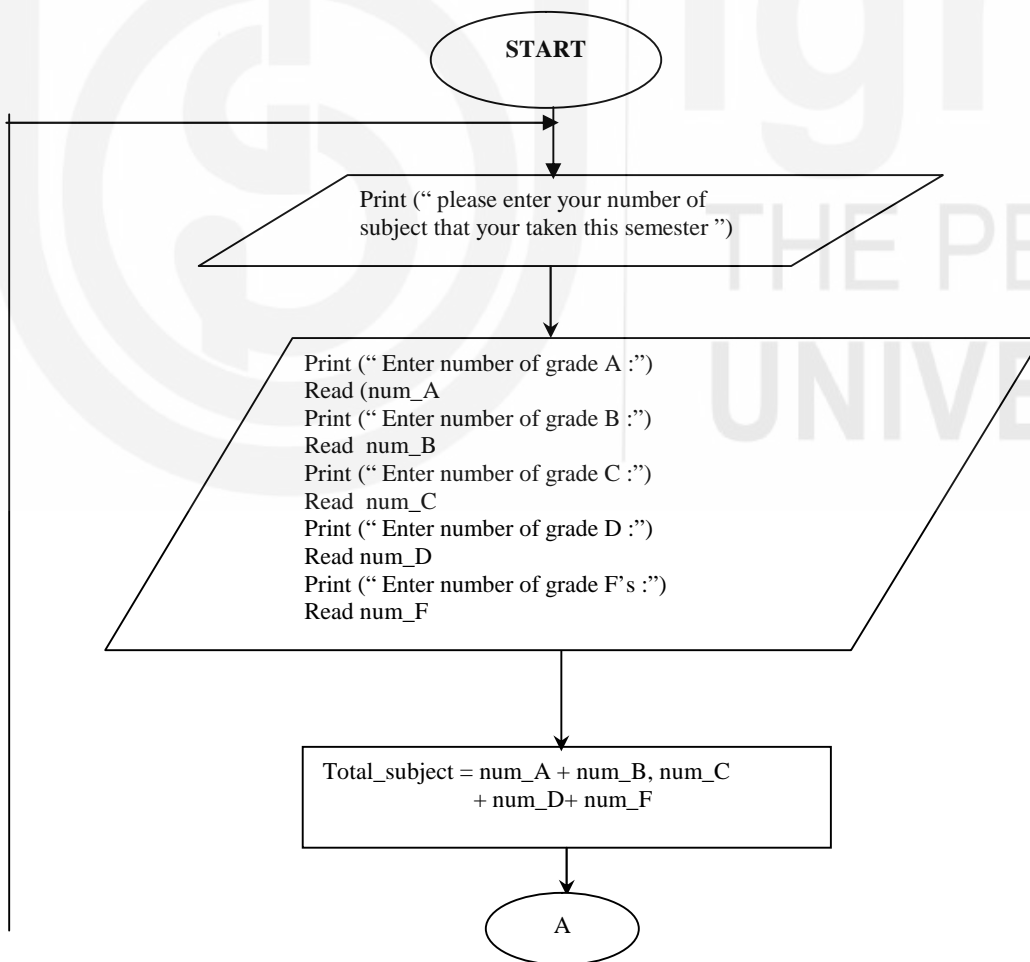 START
Print (“ please enter your number of
subject that your taken this semester ”)
Print (“ Enter number of grade A :”)
Read (num_A
Print (“ Enter number of grade B :”)
Read  num_B
Print (“ Enter number of grade C :”)
Read  num_C
Print (“ Enter number of grade D :”)
Read num_D
Print (“ Enter number of grade F’s :”)
Read num_F
Total_subject = num_A + num_B, num_C
+ num_D+ num_F
A
THE PE
UNIVE